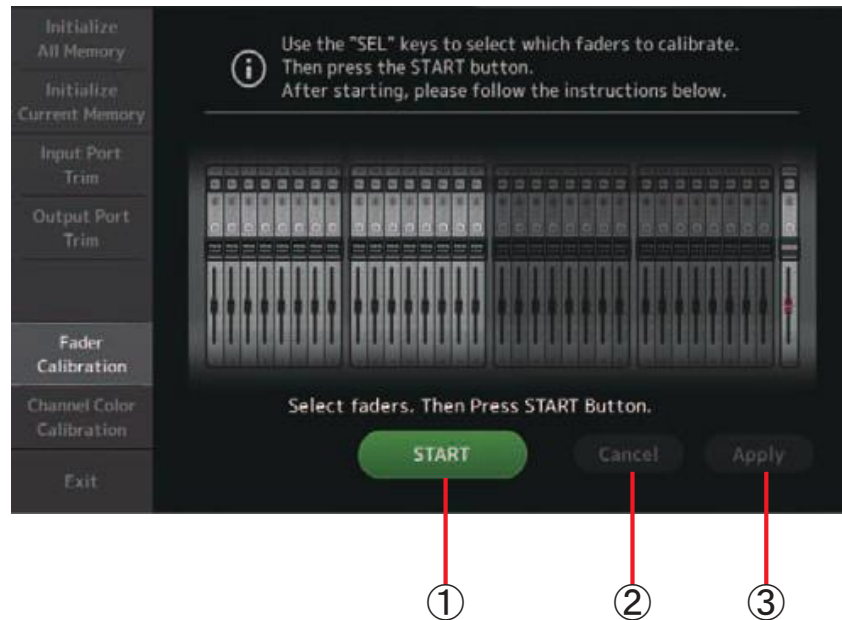 Initialize
All Memory
Initialize
Current Memory
Input Port
Trim
Output Port
Trim
Fader
Calibration
Channel Color
Calibration
Exit
Use the "SEL" keys to select which faders to calibrate.
Then press the START button.
After starting, please follow the instructions below.
Select faders. Then Press START Button.
START
Cancel
Apply
①
②
③